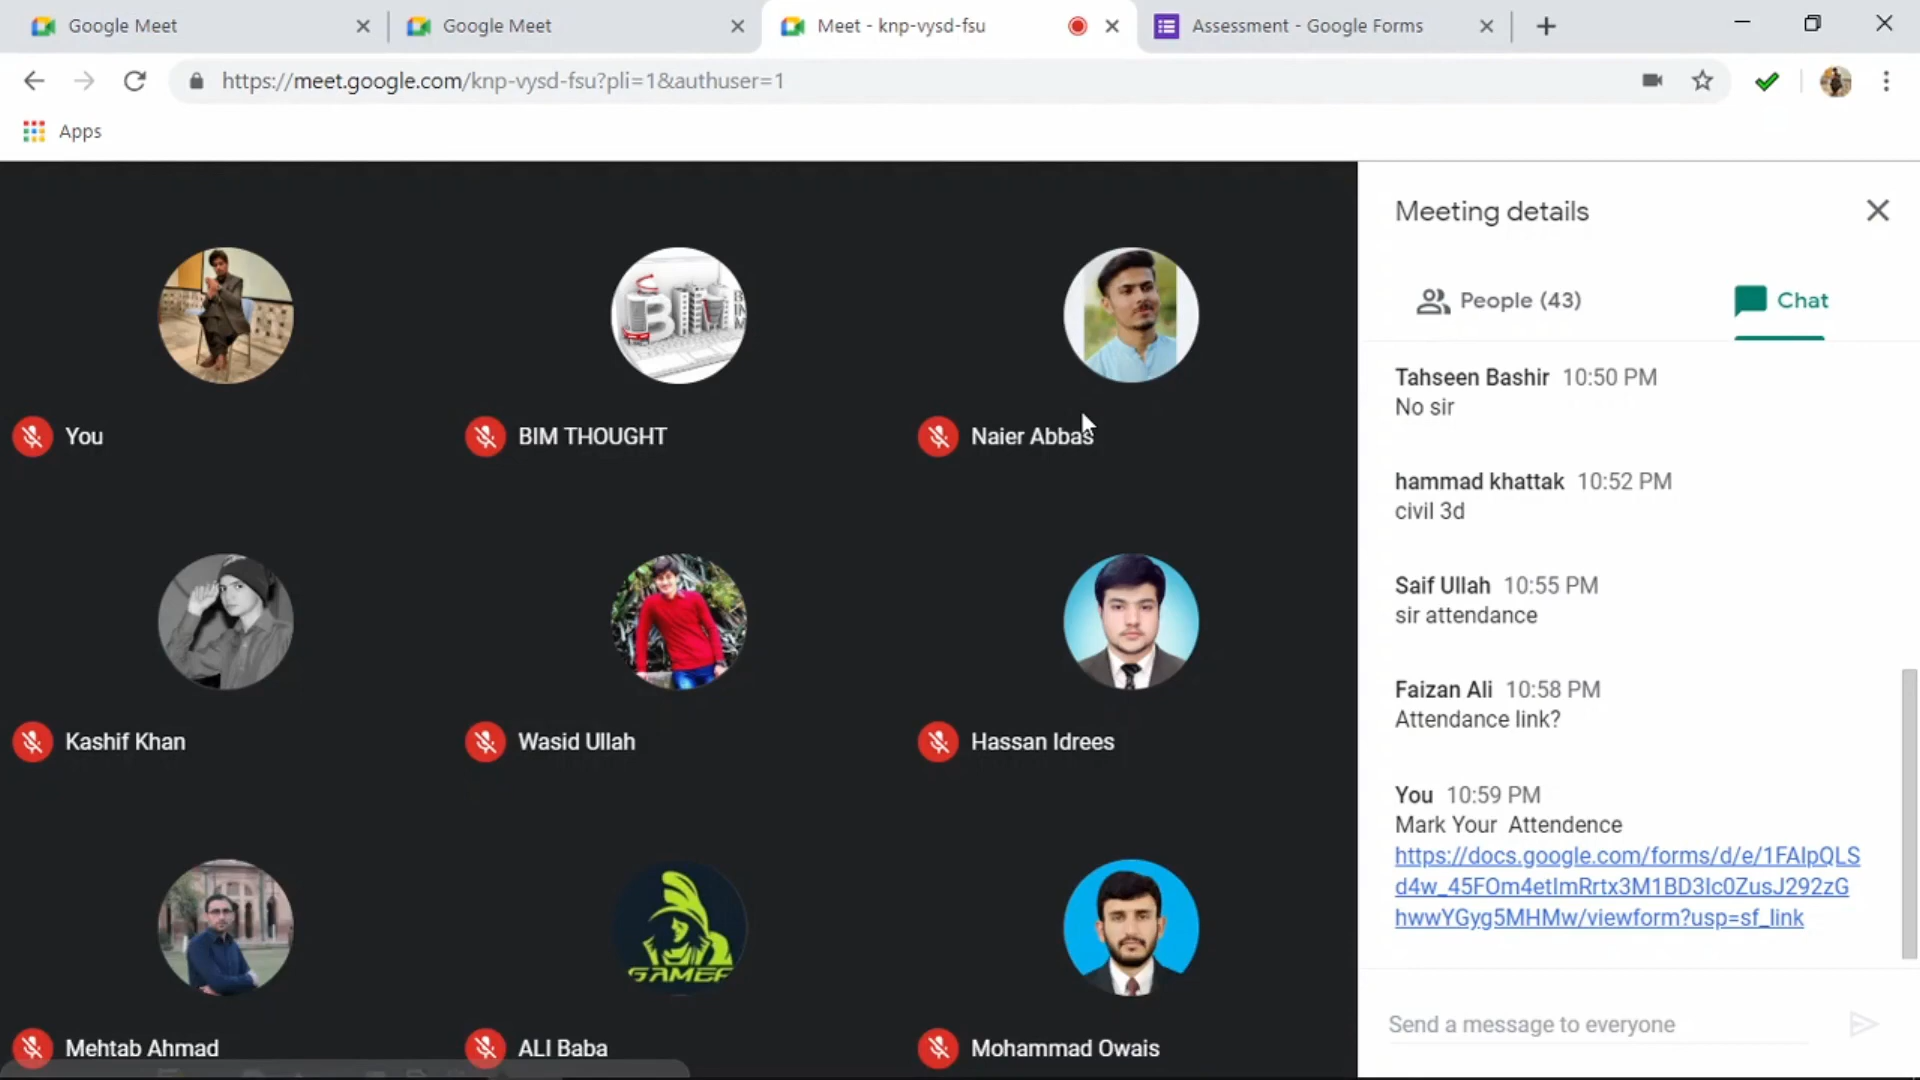 Google Meet
Google Meet
Meet - knp-vysd-fsu
Assessment - Google Forms
https://meet.google.com/knp-vysd-fsu?pli=1&authuser=1
Apps
You
BIM THOUGHT
Naier Abbas
Kashif Khan
Wasid Ullah
Hassan Idrees
Mehtab Ahmad
GAMER
ALI Baba
Mohammad Owais
Meeting details
People (43)
Chat
Tahseen Bashir 10:50 PM
No sir
hammad khattak 10:52 PM
civil 3d
Saif Ullah 10:55 PM
sir attendance
Faizan Ali 10:58 PM
Attendance link?
You 10:59 PM
Mark Your Attendence
https://docs.google.com/forms/d/e/1FAIpQLS
d4w_45FOm4etImRrtx3M1BD3Ic0ZusJ292zG
hwwYGyg5MHMw/viewform?usp=sf_link
Send a message to everyone